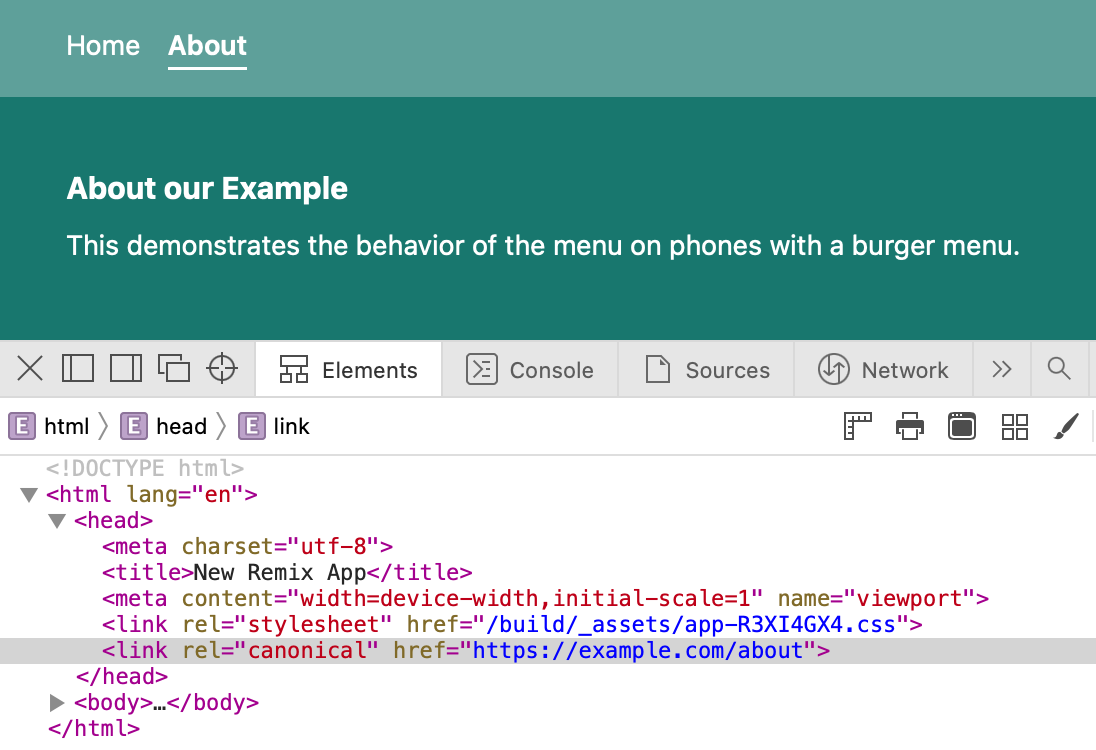 Home About
About our Example
This demonstrates the behavior of the menu on phones with a burger menu.
Elements Console Sources Network
E html E head E link
<!DOCTYPE html>
<html lang="en">
<head>
<meta charset="utf-8">
<title>New Remix App</title>
<meta content="width=device-width,initial-scale=1" name="viewport">
<link rel="stylesheet" href="/build/_assets/app-R3XI4GX4.css">
<link rel="canonical" href="https://example.com/about">
</head>
<body>…</body>
</html>